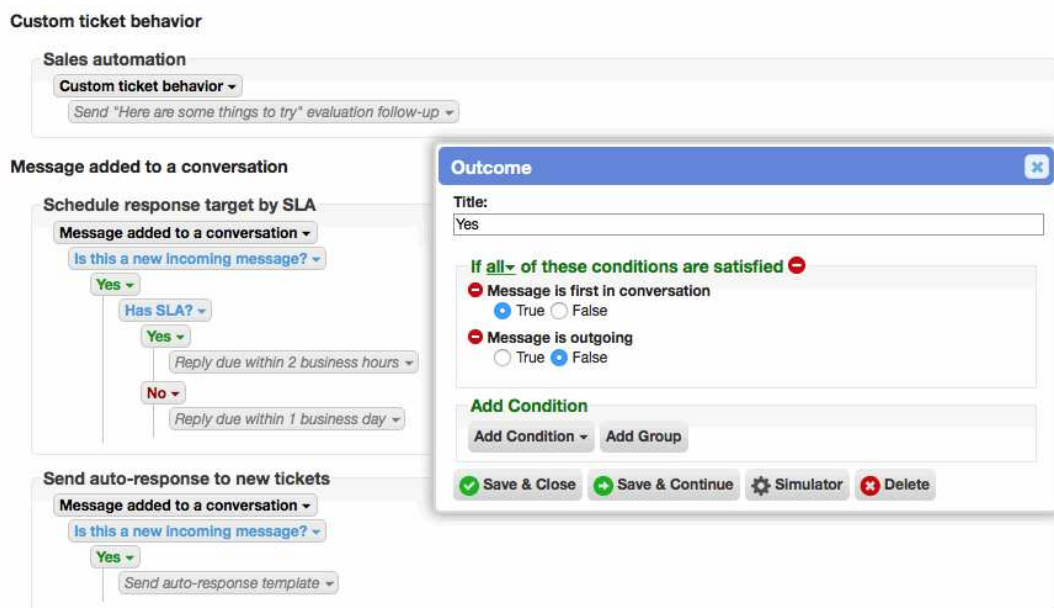 Custom ticket behavior
Sales automation
Custom ticket behavior
Send "Here are some things to try" evaluation follow-up
Message added to a conversation
Schedule response target by SLA
Message added to a conversation
Is this a new incoming message?
Yes
Has SLA?
Yes
Reply due within 2 business hours
No
Reply due within 1 business day
Send auto-response to new tickets
Message added to a conversation
Is this a new incoming message?
Yes
Send auto-response template
Outcome
Title:
Yes
If all of these conditions are satisfied
Message is first in conversation
True False
Message is outgoing
True False
Add Condition
Add Condition Add Group
Save & Close Save & Continue Simulator Delete